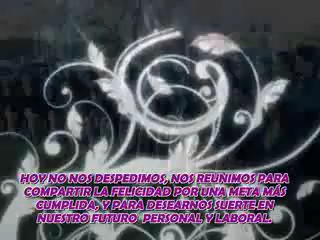 HOY NO NOS DESPEDIMOS, NOS REUNIMOS PARA
COMPARTIR LA FELICIDAD POR UNA META MÁS
CUMPLIDA, Y PARA DESEARNOS SUERTE EN
NUESTRO FUTURO PERSONAL Y LABORAL.